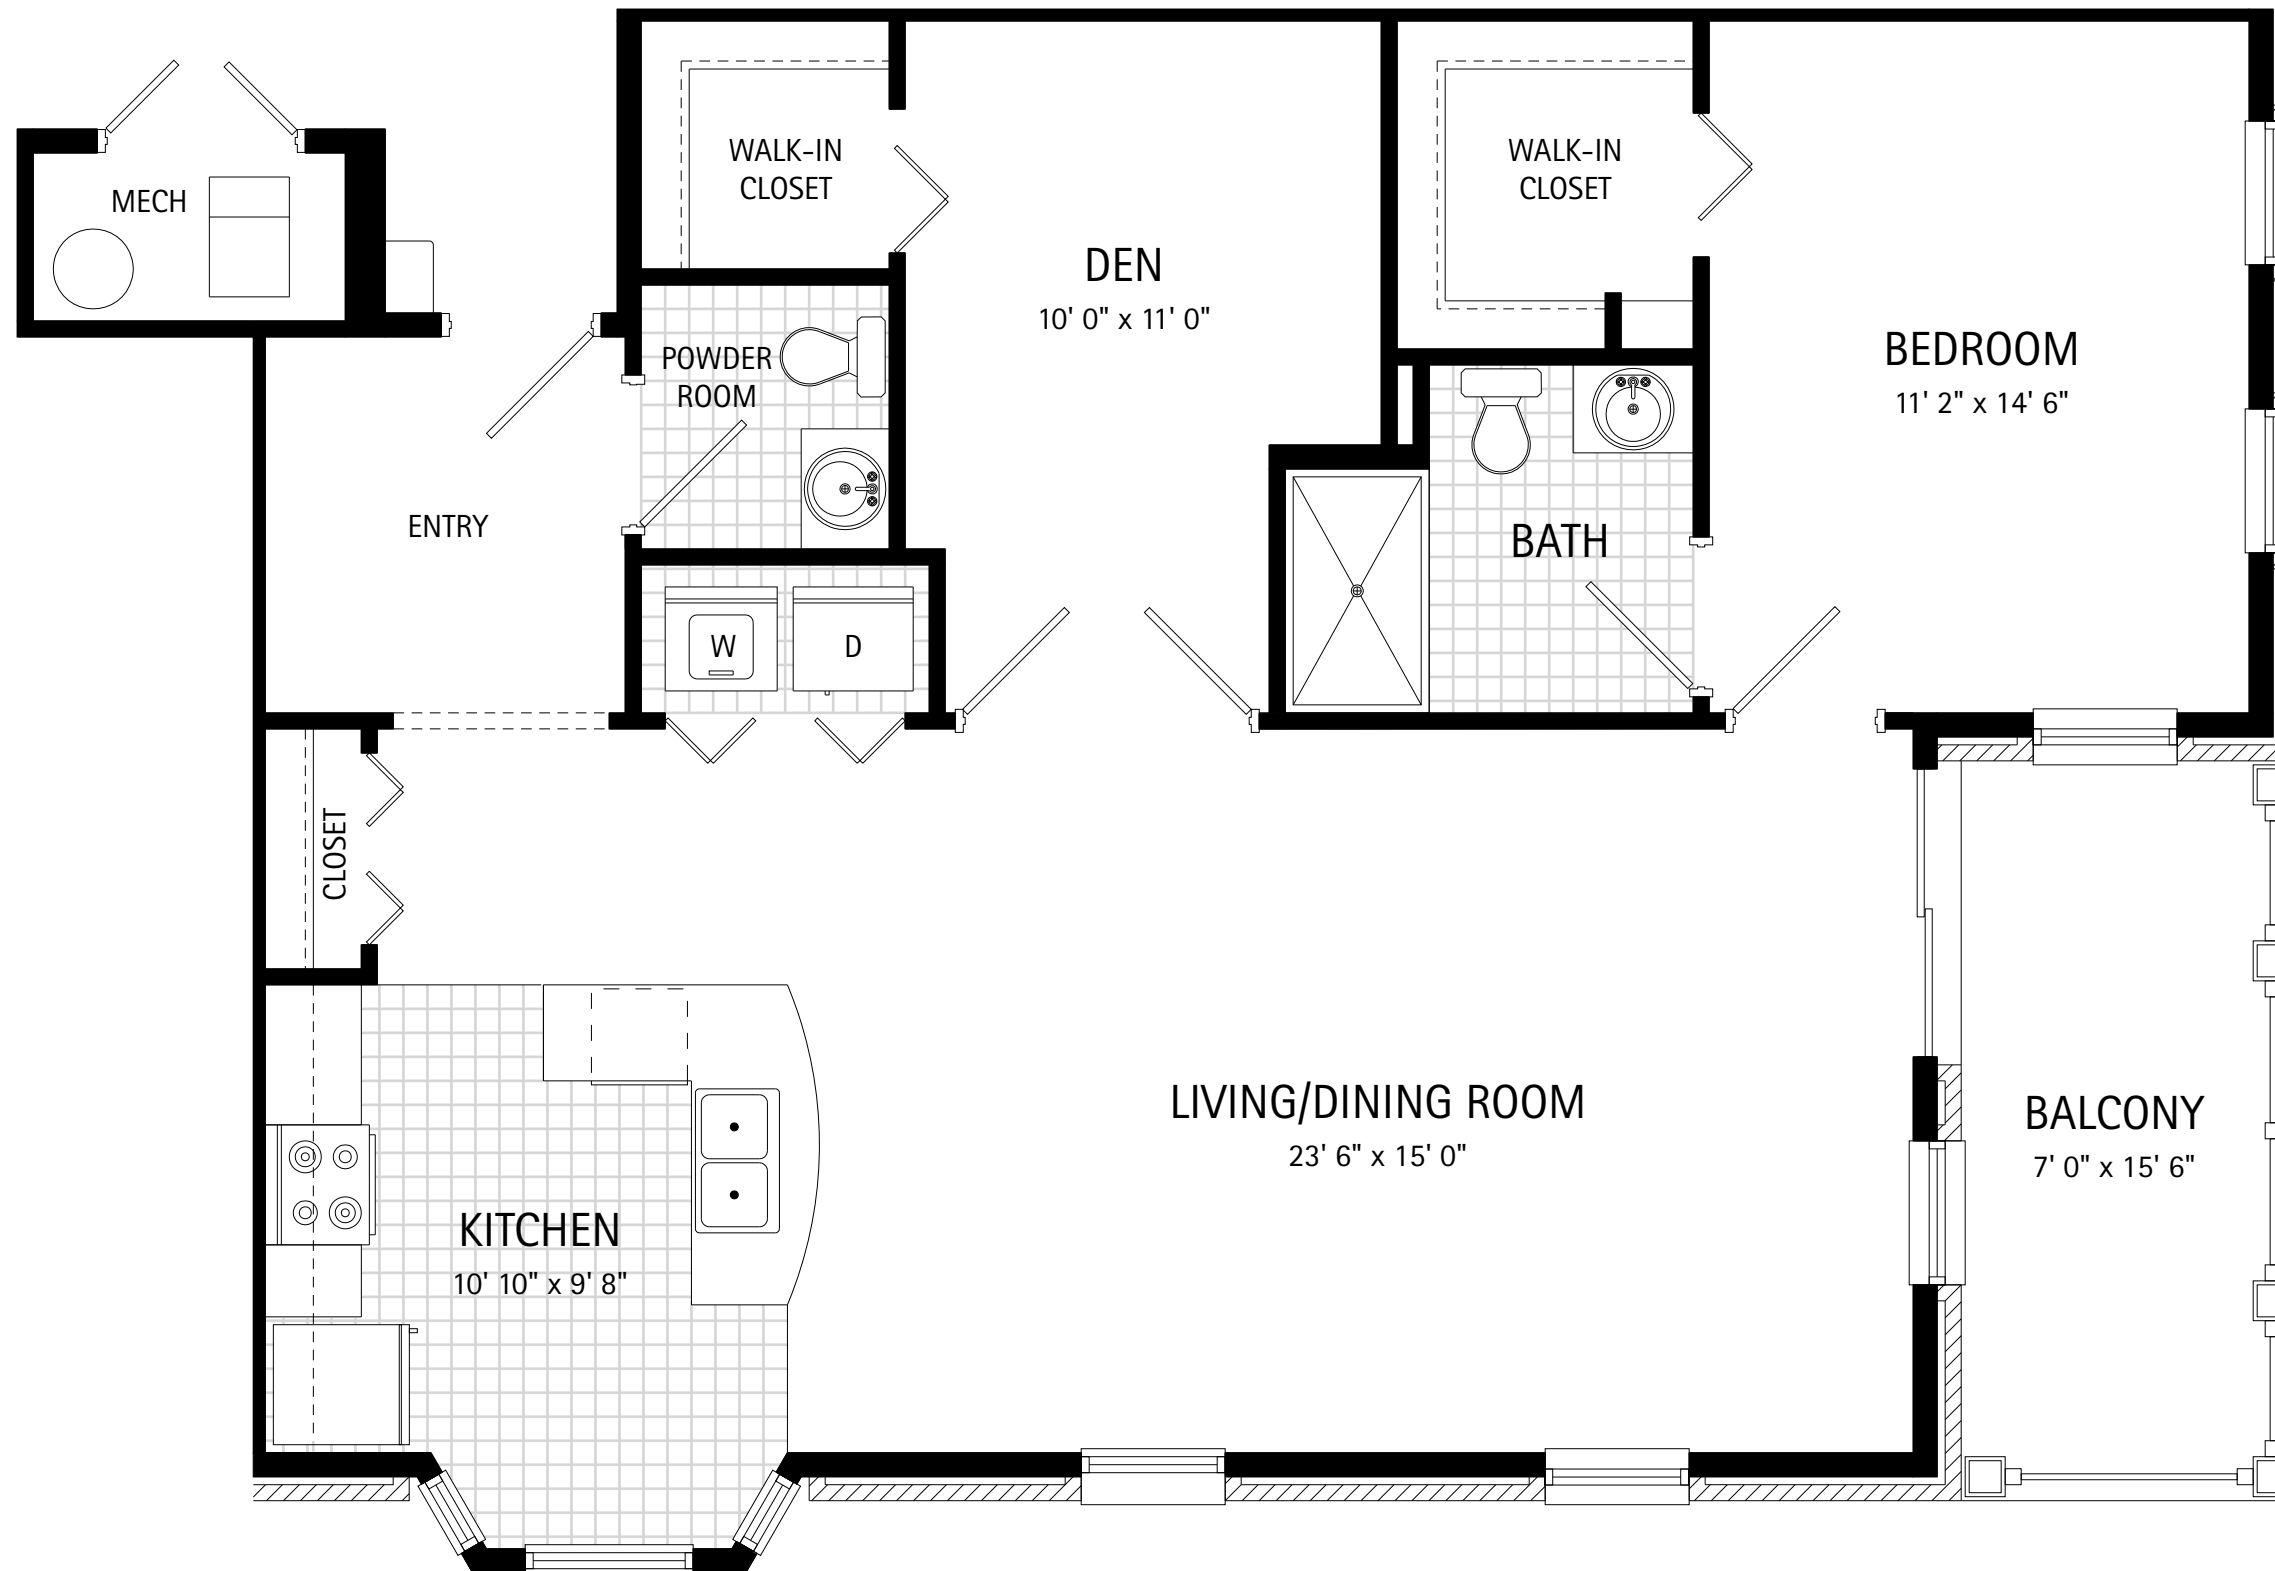 WALK-IN
CLOSET
WALK-IN
CLOSET
MECH
DEN
10' 0" x 11' 0"
POWDER
ROOM
BEDROOM
11' 2" x 14' 6"
ENTRY
BATH
W
D
CLOSET
LIVING/DINING ROOM
23' 6" x 15' 0"
BALCONY
7' 0" x 15' 6"
KITCHEN
10' 10" x 9' 8"